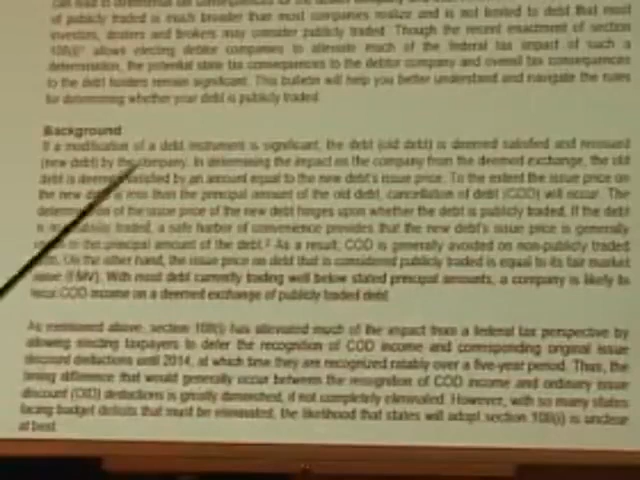 of publicly traded is much broader than most companies realize and is not limited to debt that most
investors, dealers and brokers may consider publicly traded. Though the recent enactment of section
108(i) allows electing debtor companies to alleviate much of the federal tax impact of such a
determination, the potential state tax consequences to the debtor company and overall tax consequences
to the debt holders remain significant. This bulletin will help you better understand and navigate the rules
for determining whether your debt is publicly traded.
Background
If a modification of a debt instrument is significant, the debt (old debt) is deemed satisfied and reissued
(new debt) by the company. In determining the impact on the company from the deemed exchange, the old
debt is deemed satisfied by an amount equal to the new debt's issue price. To the extent the issue price on
the new is less than the principal amount of the old debt, cancellation of debt (COD) will occur. The
of the issue price of the new debt hinges upon whether the debt is publicly traded. If the debt
is traded, a safe harbor of convenience provides that the new debt's issue price is generally
the principal amount of the debt.² As a result, COD is generally avoided on non-publicly traded
On the other hand, the issue price on debt that is considered publicly traded is equal to its fair market
value (FMV). With most debt currently trading well below stated principal amounts, a company is likely to
incur COD income on a deemed exchange of publicly traded debt.
As mentioned above, section 108(i) has alleviated much of the impact from a federal tax perspective by
allowing electing taxpayers to defer the recognition of COD income and corresponding original issue
discount deductions until 2014, at which time they are recognized ratably over a five-year period. Thus, the
timing difference that would generally occur between the recognition of COD income and ordinary issue
discount (OID) deductions is greatly diminished, if not completely eliminated. However, with so many states
facing budget deficits that must be eliminated, the likelihood that states will adopt section 108(i) is unclear
at best.